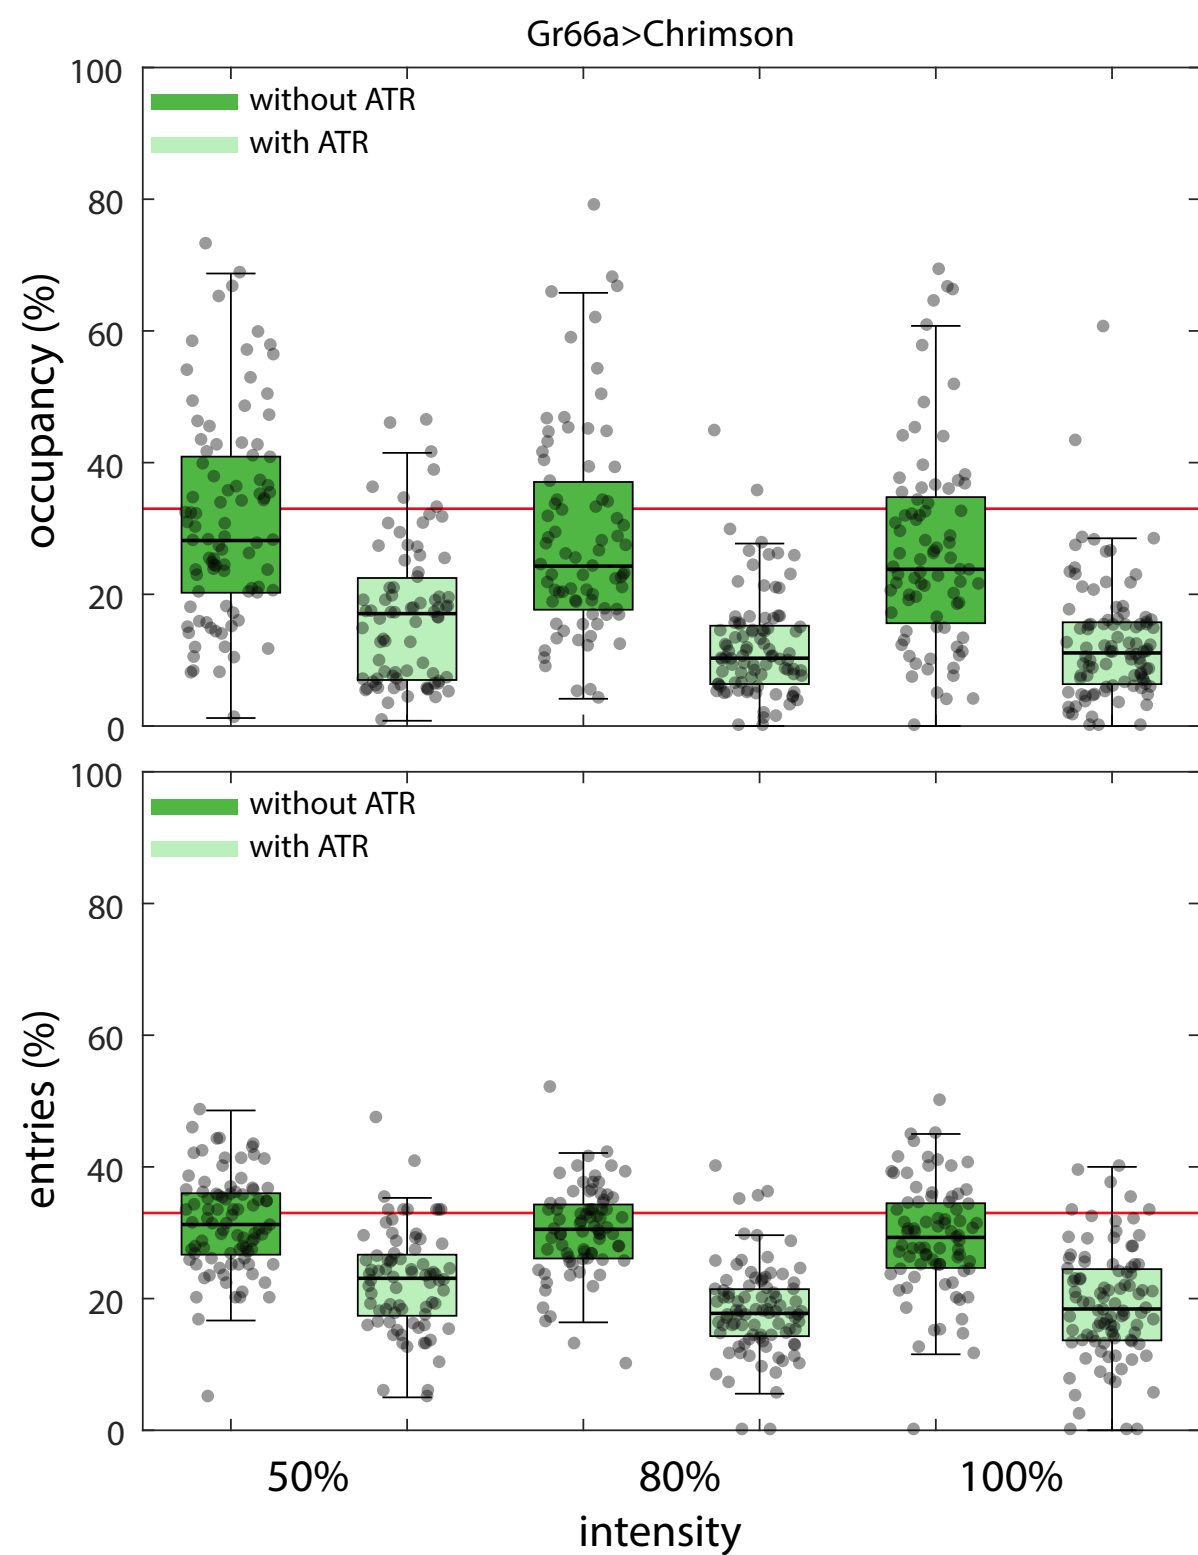 Gr66a>Chrimson
100
80
60
40
20
0
occupancy (%)
without ATR
with ATR
100
80
60
40
20
0
entries (%)
without ATR
with ATR
50% 80% 100%
intensity